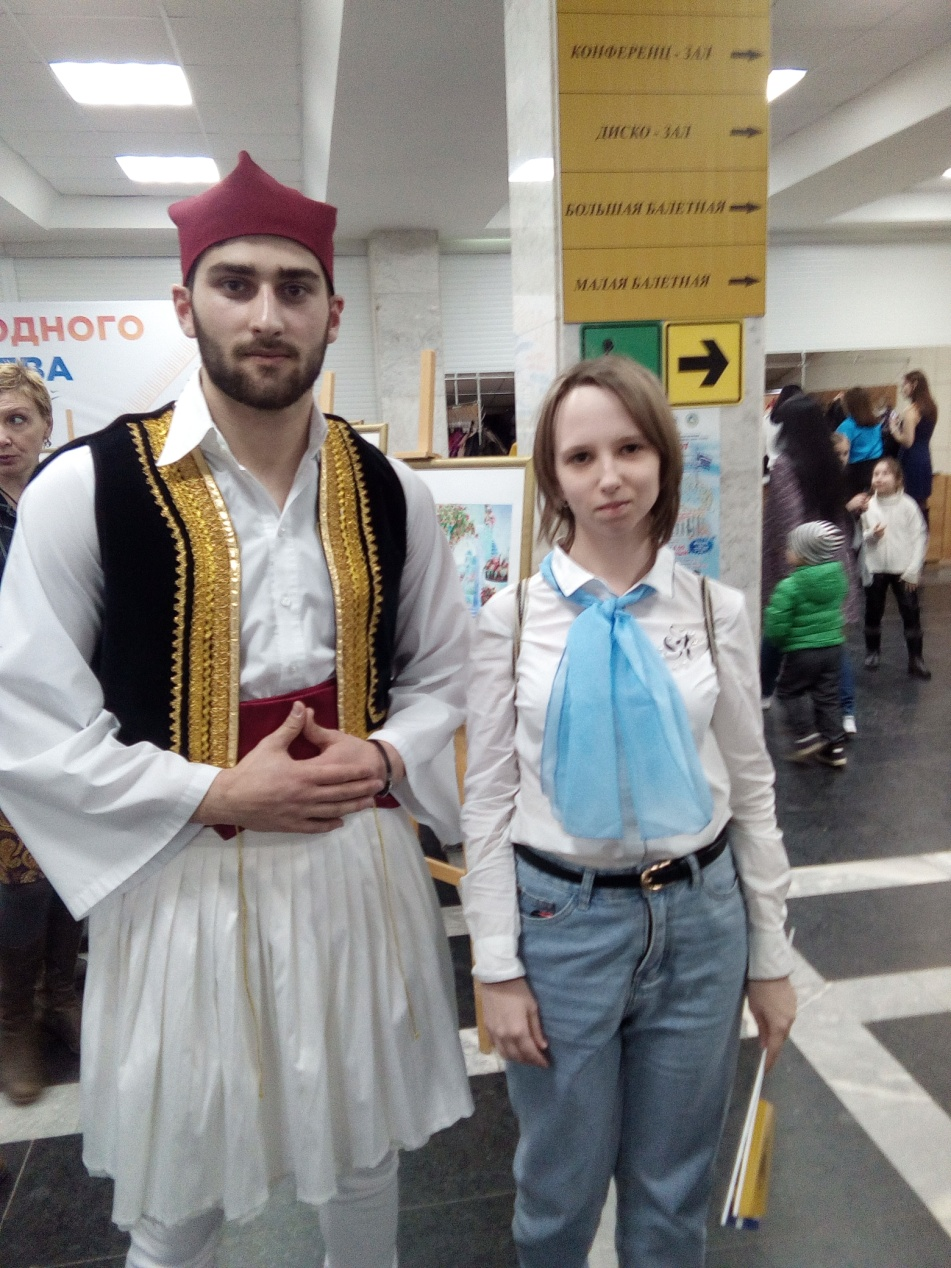 КОНФЕРЕНЦ - ЗАЛ
ДИСКО - ЗАЛ
БОЛЬШАЯ БАЛЕТНАЯ
МАЛАЯ БАЛЕТНАЯ
ОДНОГО
ВА